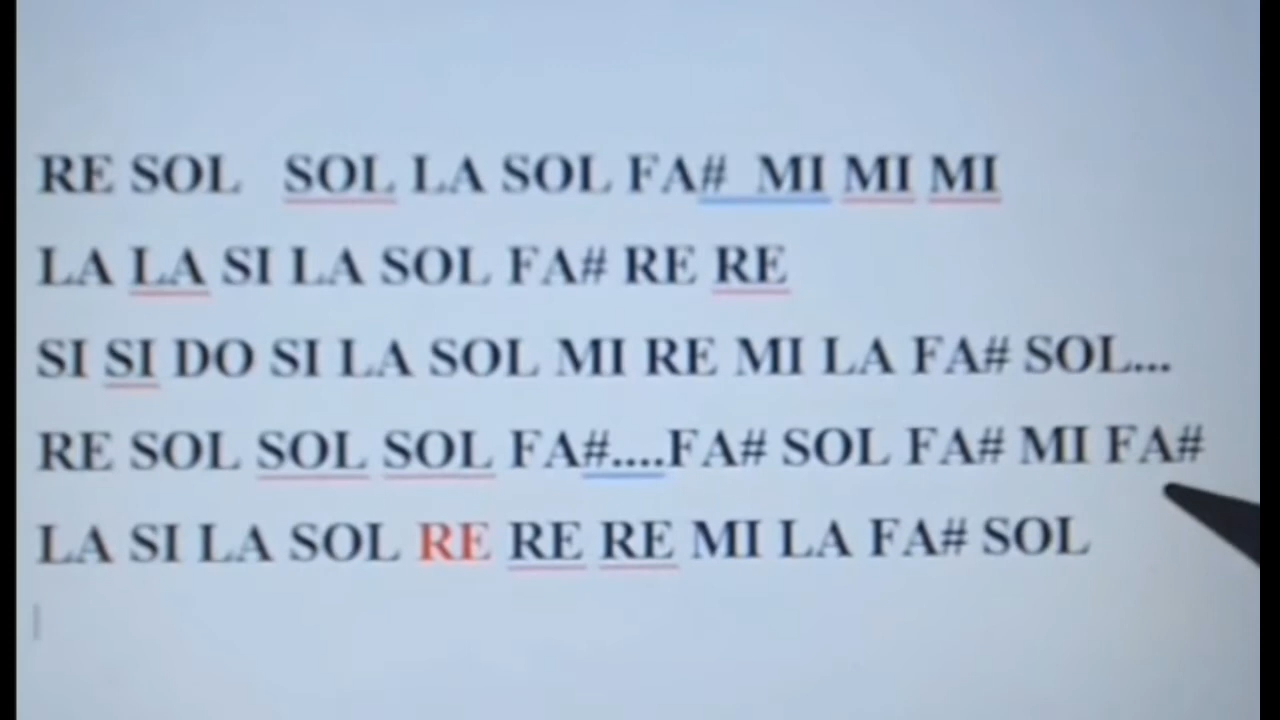 RE SOL SOL LA SOL FA# MI MI MI
LA LA SI LA SOL FA# RE RE
SI SI DO SI LA SOL MI RE MI LA FA# SOL...
RE SOL SOL SOL FA#....FA# SOL FA# MI FA#
LA SI LA SOL RE RE RE MI LA FA# SOL